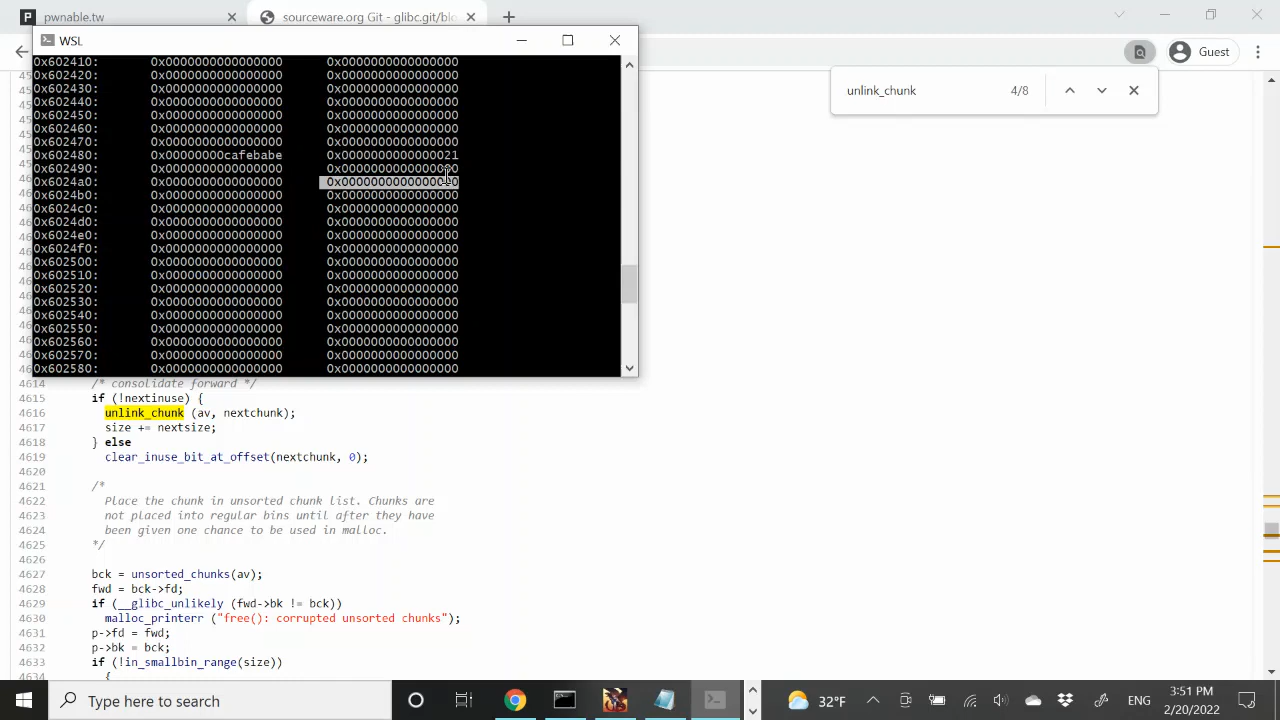 pwnable.tw
sourceware.org Git - glibc.git/blo
WSL
Guest
unlink_chunk 4/8
0x602410: 0x0000000000000000 0x0000000000000000
0x602420: 0x0000000000000000 0x0000000000000000
0x602430: 0x0000000000000000 0x0000000000000000
0x602440: 0x0000000000000000 0x0000000000000000
0x602450: 0x0000000000000000 0x0000000000000000
0x602460: 0x0000000000000000 0x0000000000000000
0x602470: 0x0000000000000000 0x0000000000000000
0x602480: 0x00000000cafebabe 0x0000000000000021
0x602490: 0x0000000000000000 0x0000000000000000
0x6024a0: 0x0000000000000000
0x6024b0: 0x0000000000000000 0x0000000000000000
0x6024c0: 0x0000000000000000 0x0000000000000000
0x6024d0: 0x0000000000000000 0x0000000000000000
0x6024e0: 0x0000000000000000 0x0000000000000000
0x6024f0: 0x0000000000000000 0x0000000000000000
0x602500: 0x0000000000000000 0x0000000000000000
0x602510: 0x0000000000000000 0x0000000000000000
0x602520: 0x0000000000000000 0x0000000000000000
0x602530: 0x0000000000000000 0x0000000000000000
0x602540: 0x0000000000000000 0x0000000000000000
0x602550: 0x0000000000000000 0x0000000000000000
0x602560: 0x0000000000000000 0x0000000000000000
0x602570: 0x0000000000000000 0x0000000000000000
0x602580: 0x0000000000000000 0x0000000000000000
4614 /* consolidate forward */
4615 if (!nextinuse) {
4616 unlink_chunk (av, nextchunk);
4617 size += nextsize;
4618 } else
4619 clear_inuse_bit_at_offset(nextchunk, 0);
4620
4621 /*
4622 Place the chunk in unsorted chunk list. Chunks are
4623 not placed into regular bins until after they have
4624 been given one chance to be used in malloc.
4625 */
4626
4627 bck = unsorted_chunks(av);
4628 fwd = bck->fd;
4629 if (__glibc_unlikely (fwd->bk != bck))
4630 malloc_printerr ("free(): corrupted unsorted chunks");
4631 p->fd = fwd;
4632 p->bk = bck;
4633 if (!in_smallbin_range(size))
4634 {
Type here to search
32°F
ENG
3:51 PM
2/20/2022